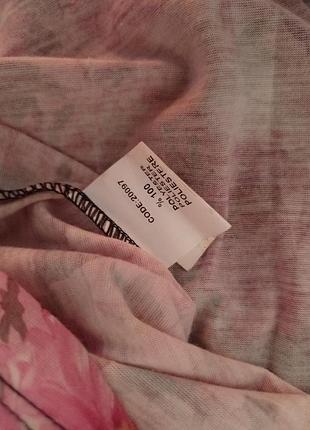 CODE 20097
% 100
POLYESTER
POLIESTERE